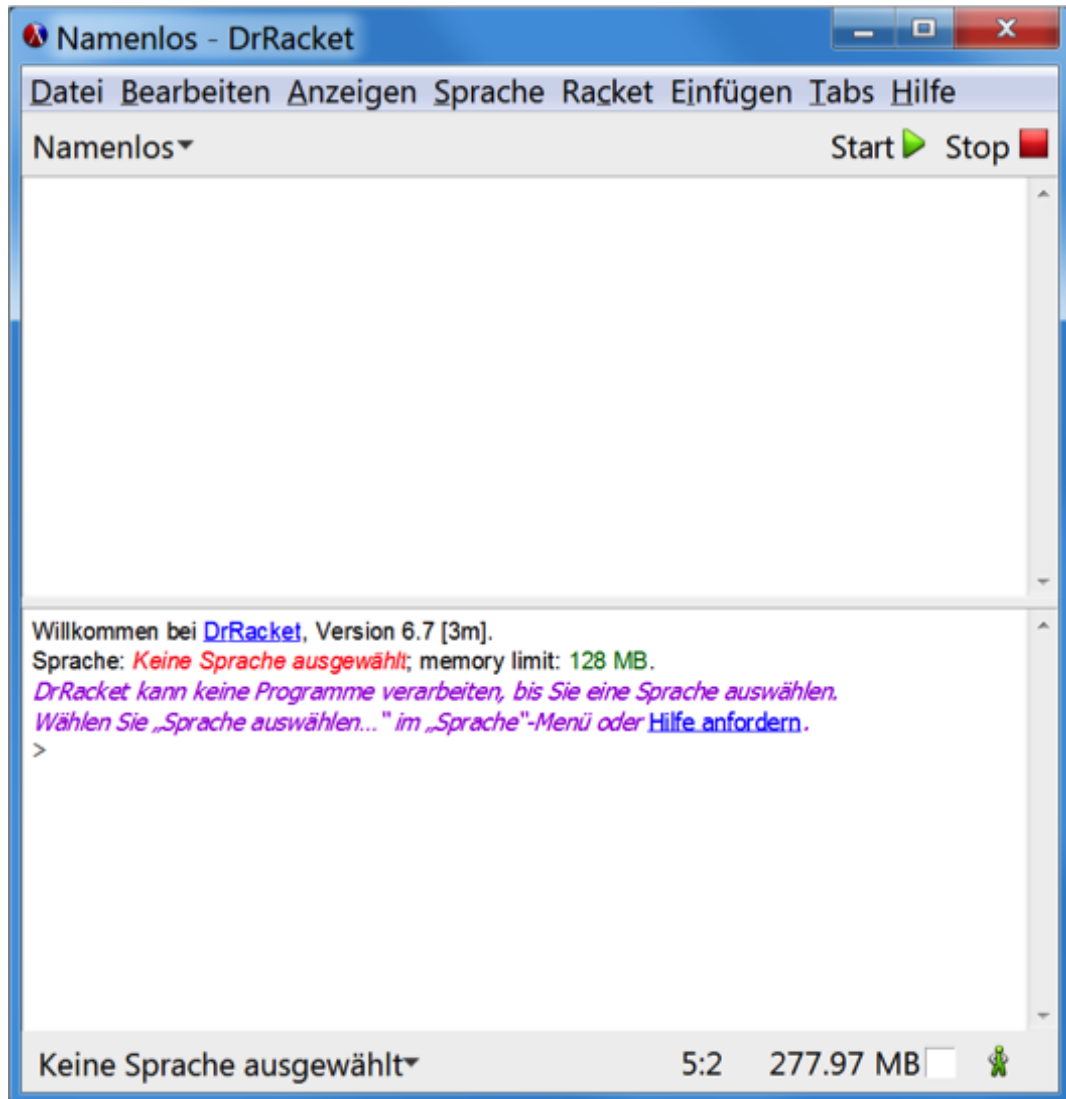 Namenlos - DrRacket
Datei Bearbeiten Anzeigen Sprache Racket Einfügen Tabs Hilfe
Namenlos Start Stop
Willkommen bei DrRacket, Version 6.7 [3m].
Sprache: Keine Sprache ausgewählt; memory limit: 128 MB.
DrRacket kann keine Programme verarbeiten, bis Sie eine Sprache auswählen.
Wählen Sie „Sprache auswählen...“ im „Sprache“-Menü oder Hilfe anfordern.
>
Keine Sprache ausgewählt 5:2 277.97 MB